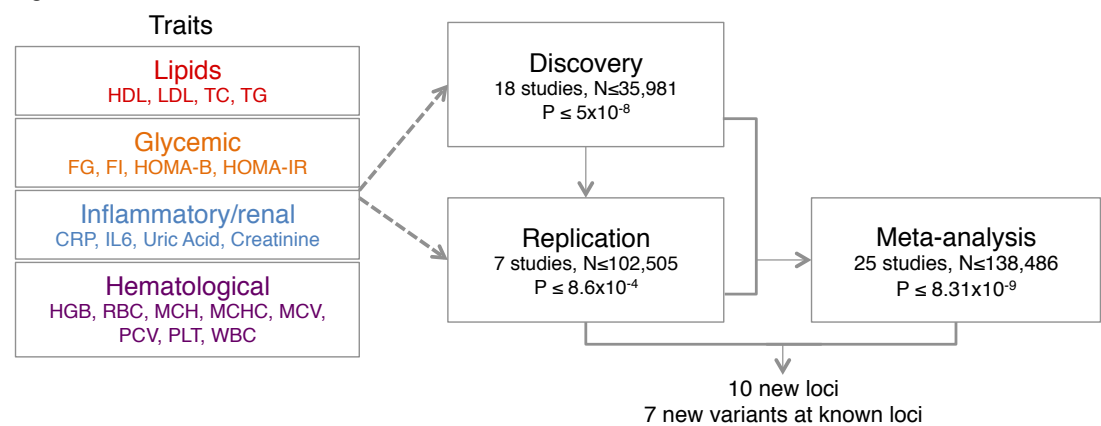 Traits
Lipids
HDL, LDL, TC, TG
Glycemic
FG, FI, HOMA-B, HOMA-IR
Inflammatory/renal
CRP, IL6, Uric Acid, Creatinine
Hematological
HGB, RBC, MCH, MCHC, MCV,
PCV, PLT, WBC
Discovery
18 studies, N≤35,981
P ≤ 5x10⁻⁸
Replication
7 studies, N≤102,505
P ≤ 8.6x10⁻⁴
Meta-analysis
25 studies, N≤138,486
P ≤ 8.31x10⁻⁹
10 new loci
7 new variants at known loci